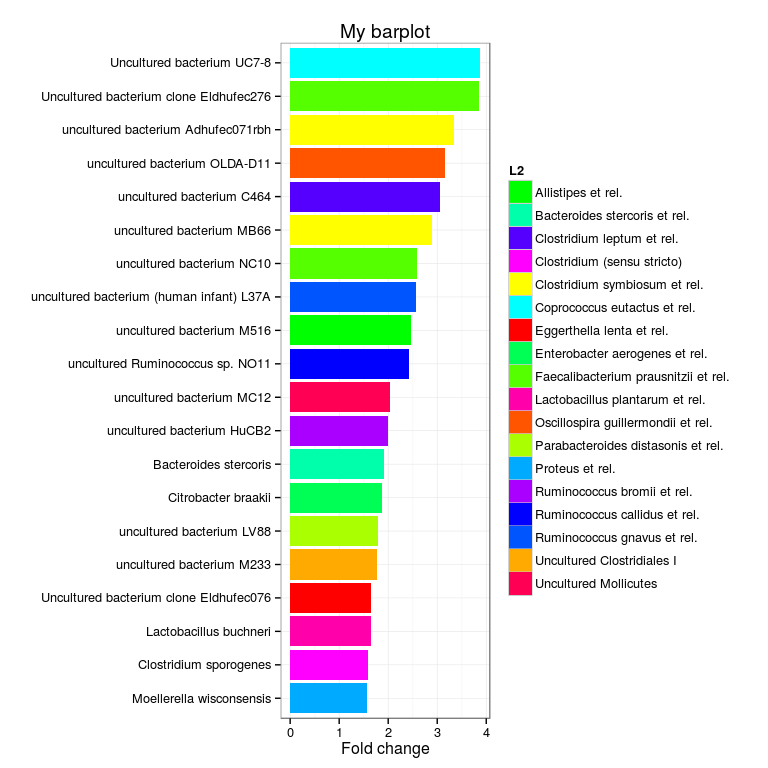 My barplot
Uncultured bacterium UC7-8
Uncultured bacterium clone Eldhufec276
uncultured bacterium Adhufec071rbh
uncultured bacterium OLDA-D11
uncultured bacterium C464
uncultured bacterium MB66
uncultured bacterium NC10
uncultured bacterium (human infant) L37A
uncultured bacterium M516
uncultured Ruminococcus sp. NO11
uncultured bacterium MC12
uncultured bacterium HuCB2
Bacteroides stercoris
Citrobacter braakii
uncultured bacterium LV88
uncultured bacterium M233
Uncultured bacterium clone Eldhufec076
Lactobacillus buchneri
Clostridium sporogenes
Moellerella wisconsensis
0 1 2 3 4
Fold change
L2
Allistipes et rel.
Bacteroides stercoris et rel.
Clostridium leptum et rel.
Clostridium (sensu stricto)
Clostridium symbiosum et rel.
Coprococcus eutactus et rel.
Eggerthella lenta et rel.
Enterobacter aerogenes et rel.
Faecalibacterium prausnitzii et rel.
Lactobacillus plantarum et rel.
Oscillospira guillermondii et rel.
Parabacteroides distasonis et rel.
Proteus et rel.
Ruminococcus bromii et rel.
Ruminococcus callidus et rel.
Ruminococcus gnavus et rel.
Uncultured Clostridiales I
Uncultured Mollicutes